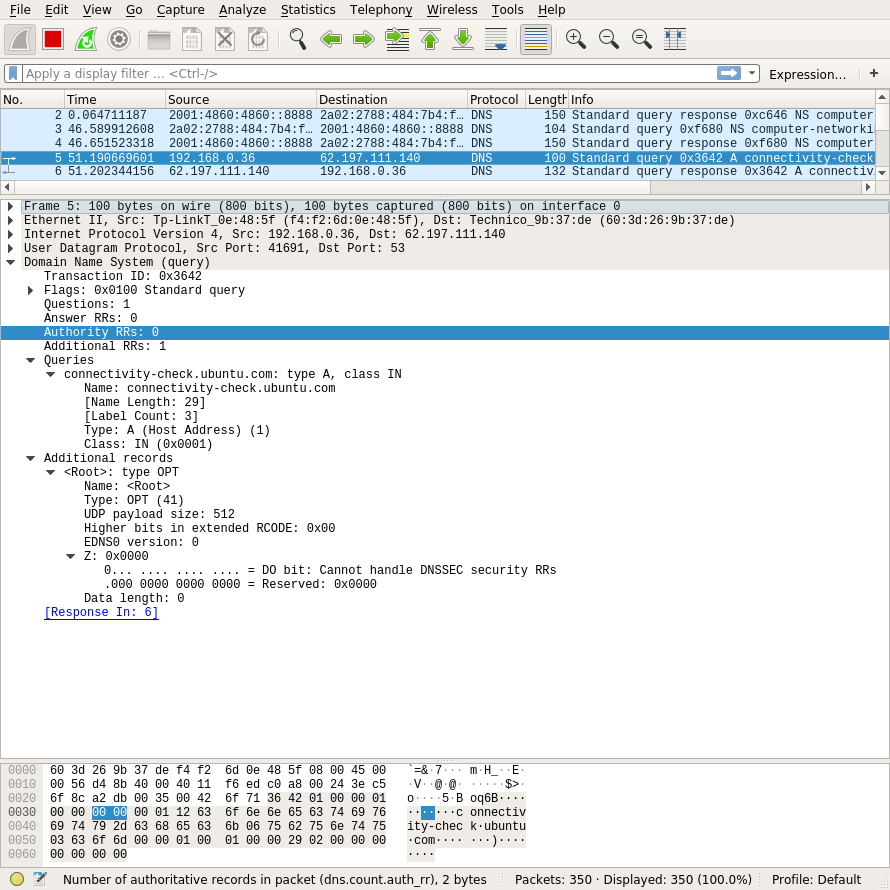 File Edit View Go Capture Analyze Statistics Telephony Wireless Tools Help
Apply a display filter ... <Ctrl-/> Expression... +
No. Time Source Destination Protocol Length Info
2 0.064711187 2001:4860:4860::8888 2a02:2788:484:7b4:f… DNS 150 Standard query response 0xc646 NS computer
3 46.589912608 2a02:2788:484:7b4:f… 2001:4860:4860::8888 DNS 104 Standard query 0xf680 NS computer-networki
4 46.651523318 2001:4860:4860::8888 2a02:2788:484:7b4:f… DNS 150 Standard query response 0xf680 NS computer
5 51.190669601 192.168.0.36 62.197.111.140 DNS 100 Standard query 0x3642 A connectivity-check
6 51.202344156 62.197.111.140 192.168.0.36 DNS 132 Standard query response 0x3642 A connectiv
Frame 5: 100 bytes on wire (800 bits), 100 bytes captured (800 bits) on interface 0
Ethernet II, Src: Tp-LinkT_0e:48:5f (f4:f2:6d:0e:48:5f), Dst: Technico_9b:37:de (60:3d:26:9b:37:de)
Internet Protocol Version 4, Src: 192.168.0.36, Dst: 62.197.111.140
User Datagram Protocol, Src Port: 41691, Dst Port: 53
Domain Name System (query)
Transaction ID: 0x3642
Flags: 0x0100 Standard query
Questions: 1
Answer RRs: 0
Authority RRs: 0
Additional RRs: 1
Queries
connectivity-check.ubuntu.com: type A, class IN
Name: connectivity-check.ubuntu.com
[Name Length: 29]
[Label Count: 3]
Type: A (Host Address) (1)
Class: IN (0x0001)
Additional records
<Root>: type OPT
Name: <Root>
Type: OPT (41)
UDP payload size: 512
Higher bits in extended RCODE: 0x00
EDNS0 version: 0
Z: 0x0000
0... .... .... .... = DO bit: Cannot handle DNSSEC security RRs
.000 0000 0000 0000 = Reserved: 0x0000
Data length: 0
[Response In: 6]
0000 60 3d 26 9b 37 de f4 f2 6d 0e 48 5f 08 00 45 00 `=&·7··· m·H_··E·
0010 00 56 d4 8b 40 00 40 11 f6 ed c0 a8 00 24 3e c5 ·V··@·@· ·····$>·
0020 6f 8c a2 db 00 35 00 42 6f 71 36 42 01 00 00 01 o····5·B oq6B····
0030 00 00 00 00 00 01 12 63 6f 6e 6e 65 63 74 69 76 ·······c onnectiv
0040 69 74 79 2d 63 68 65 63 6b 06 75 62 75 6e 74 75 ity-chec k·ubuntu
0050 03 63 6f 6d 00 00 01 00 01 00 00 29 02 00 00 00 ·com···· ···)····
0060 00 00 00 00 ····
Number of authoritative records in packet (dns.count.auth_rr), 2 bytes Packets: 350 · Displayed: 350 (100.0%) Profile: Default